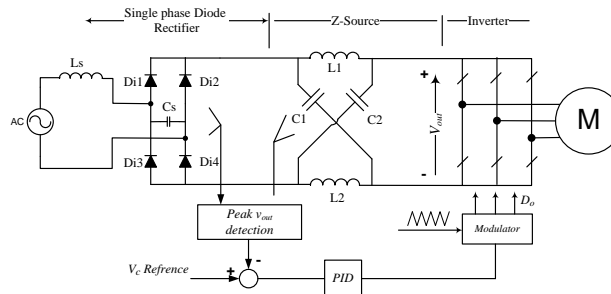 Single phase Diode
Rectifier
Z-Source
Inverter
Ls
Di1
Di2
Cs
AC
Di3
Di4
L1
C1
C2
L2
+
Vout
-
M
Peak vout
detection
Do
Modulator
-
Vc Refrence
+
PID